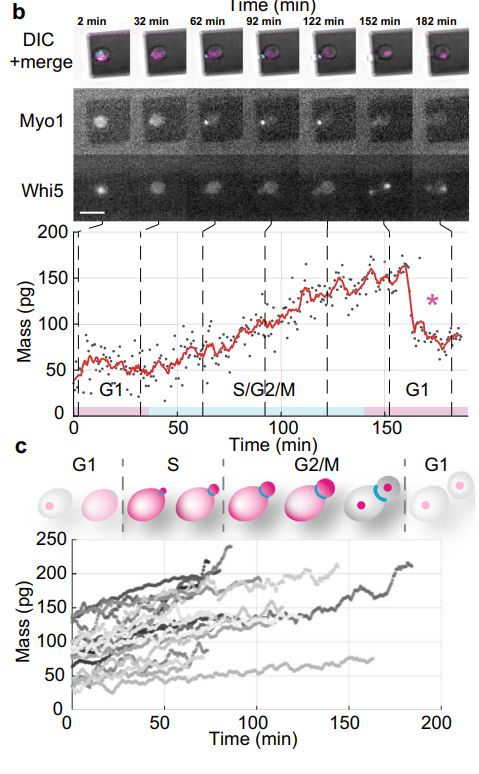 Time (min)
b
2 min 32 min 62 min 92 min 122 min 152 min 182 min
DIC
+merge
Myo1
Whi5
200
150
100
50
0
Mass (pg)
G1 S/G2/M G1
*
0 50 100 150
Time (min)
c
G1 S G2/M G1
250
200
150
100
50
0
Mass (pg)
0 50 100 150 200
Time (min)